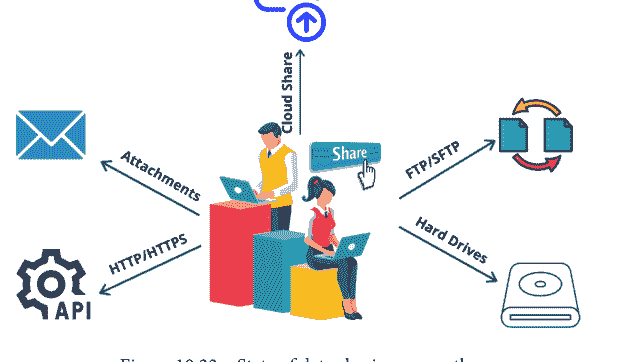 Cloud Share
Share
Attachments
FTP/SFTP
HTTP/HTTPS
Hard Drives
API